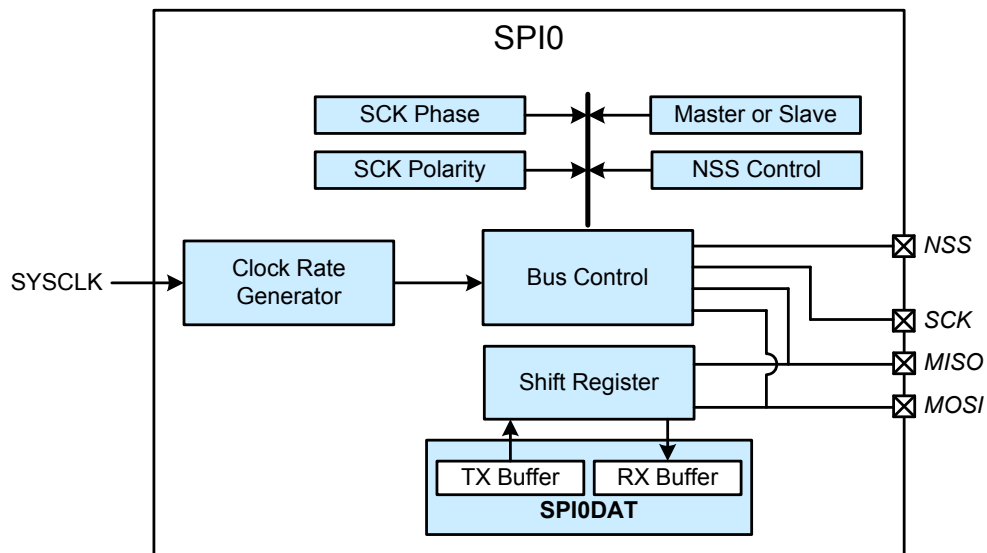 SPI0
SCK Phase
Master or Slave
SCK Polarity
NSS Control
SYSCLK
Clock Rate
Generator
Bus Control
NSS
SCK
Shift Register
MISO
MOSI
TX Buffer
RX Buffer
SPI0DAT